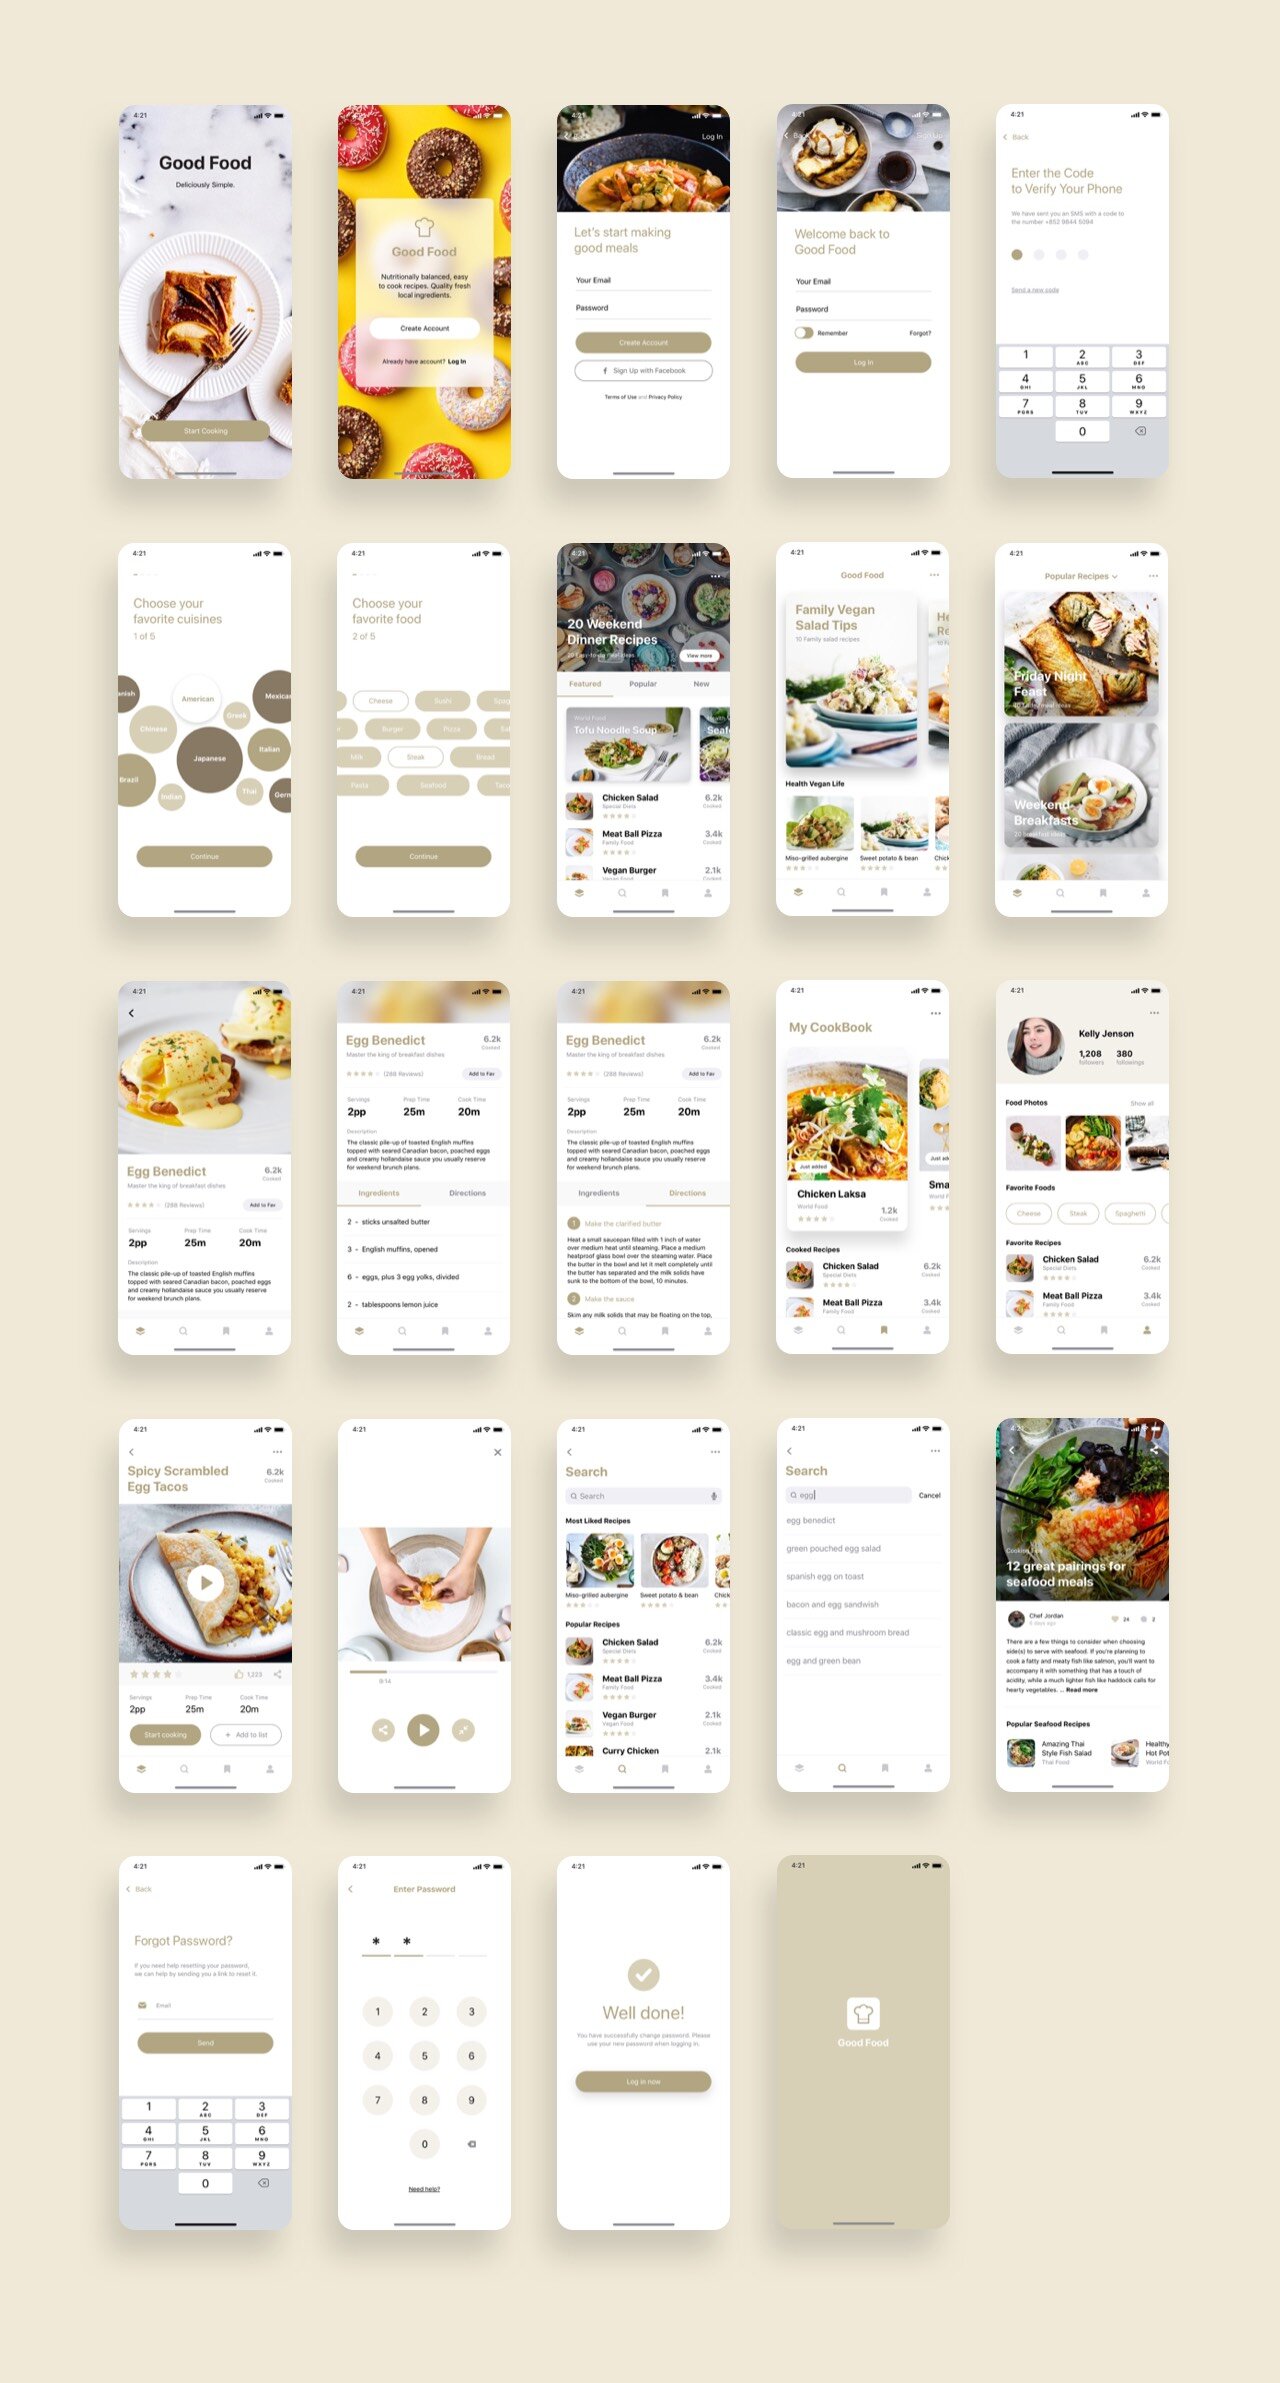 4:21
Good Food
Deliciously Simple.
Start Cooking
4:21
Good Food
Nutritionally balanced, easy
to cook recipes. Quality fresh
local ingredients.
Create Account
Already have account? Log In
4:21
Back
Log In
Let's start making
good meals
Your Email
Password
Create Account
Sign Up with Facebook
Terms of Use and Privacy Policy
4:21
Back
Sign Up
Welcome back to
Good Food
Your Email
Password
Remember
Forgot?
Log In
4:21
Back
Enter the Code
to Verify Your Phone
We have sent you an SMS with a code to
the number +852 9844 5094
Send a new code
1
2
ABC
3
DEF
4
GHI
5
JKL
6
MNO
7
PQRS
8
TUV
9
WXYZ
0
4:21
Choose your
favorite cuisines
1 of 5
American
Mexican
Chinese
Greek
Japanese
Italian
Brazil
Indian
Thai
Germ
4:21
Choose your
favorite food
2 of 5
Cheese
Sushi
Spag
Burger
Pizza
Milk
Steak
Bread
Pasta
Seafood
Taco
Continue
Continue
4:21
20 Weekend
Dinner Recipes
View more
Featured
Popular
New
World Food
Tofu Noodle Soup
Seaf
Chicken Salad
Special Diets
6.2k
Cooked
Meat Ball Pizza
Family Food
3.4k
Cooked
Vegan Burger
Vegan Food
2.1k
Cooked
4:21
Good Food
Family Vegan
Salad Tips
10 Family salad recipes
He
Re
Health Vegan Life
Miso-grilled aubergine
Sweet potato & bean
Chick
4:21
Popular Recipes
Friday Night
Feast
Weekend
Breakfasts
20 breakfast ideas
4:21
Egg Benedict
Master the king of breakfast dishes
6.2k
Cooked
(288 Reviews)
Add to Fav
Servings
Prep Time
Cook Time
2pp
25m
20m
Description
The classic pile-up of toasted English muffins
topped with seared Canadian bacon, poached eggs
and creamy hollandaise sauce you usually reserve
for weekend brunch plans.
4:21
Egg Benedict
Master the king of breakfast dishes
6.2k
Cooked
(288 Reviews)
Add to Fav
Servings
Prep Time
Cook Time
2pp
25m
20m
Description
The classic pile-up of toasted English muffins
topped with seared Canadian bacon, poached eggs
and creamy hollandaise sauce you usually reserve
for weekend brunch plans.
Ingredients
Directions
2 - sticks unsalted butter
3 - English muffins, opened
6 - eggs, plus 3 egg yolks, divided
2 - tablespoons lemon juice
4:21
Egg Benedict
Master the king of breakfast dishes
6.2k
Cooked
(288 Reviews)
Add to Fav
Servings
Prep Time
Cook Time
2pp
25m
20m
Description
The classic pile-up of toasted English muffins
topped with seared Canadian bacon, poached eggs
and creamy hollandaise sauce you usually reserve
for weekend brunch plans.
Ingredients
Directions
1 Make the clarified butter
Heat a small saucepan filled with 1 inch of water
over medium heat until steaming. Place a medium
heatproof glass bowl over the steaming water. Place
the butter in the bowl and let it melt completely until
the butter has separated and the milk solids have
sunk to the bottom of the bowl, 10 minutes.
2 Make the sauce
Skim any milk solids that may be floating on the top,
4:21
My CookBook
Just added
Just ad
Chicken Laksa
World Food
1.2k
Cooked
Sma
World F
Cooked Recipes
Chicken Salad
Special Diets
6.2k
Cooked
Meat Ball Pizza
Family Food
3.4k
Cooked
4:21
Kelly Jenson
1,208
followers
380
followings
Food Photos
Show all
Favorite Foods
Cheese
Steak
Spaghetti
Favorite Recipes
Chicken Salad
Special Diets
6.2k
Cooked
Meat Ball Pizza
Family Food
3.4k
Cooked
4:21
Spicy Scrambled
Egg Tacos
6.2k
Cooked
1,223
Servings
Prep Time
Cook Time
2pp
25m
20m
Start cooking
+ Add to list
4:21
9:14
4:21
Search
Search
Most Liked Recipes
Miso-grilled aubergine
Sweet potato & bean
Chick
Popular Recipes
Chicken Salad
Special Diets
6.2k
Cooked
Meat Ball Pizza
Family Food
3.4k
Cooked
Vegan Burger
Vegan Food
2.1k
Cooked
Curry Chicken
2.1k
4:21
Search
egg
Cancel
egg benedict
green pouched egg salad
spanish egg on toast
bacon and egg sandwish
classic egg and mushroom bread
egg and green bean
4:21
12 great pairings for
seafood meals
Chef Jordan
6 days ago
24
2
There are a few things to consider when choosing
side(s) to serve with seafood. If you're planning to
cook a fatty and meaty fish like salmon, you'll want to
accompany it with something that has a touch of
acidity, while a much lighter fish like haddock calls for
hearty vegetables. ... Read more
Popular Seafood Recipes
Amazing Thai
Style Fish Salad
Thai Food
Healthy
Hot Pot
World Fo
4:21
Back
Forgot Password?
If you need help resetting your password,
we can help by sending you a link to reset it.
Email
Send
1
2
ABC
3
DEF
4
GHI
5
JKL
6
MNO
7
PQRS
8
TUV
9
WXYZ
0
4:21
Enter Password
* *
1
2
3
4
5
6
7
8
9
0
Need help?
4:21
Well done!
You have successfully change password. Please
use your new password when logging in.
Log in now
4:21
Good Food